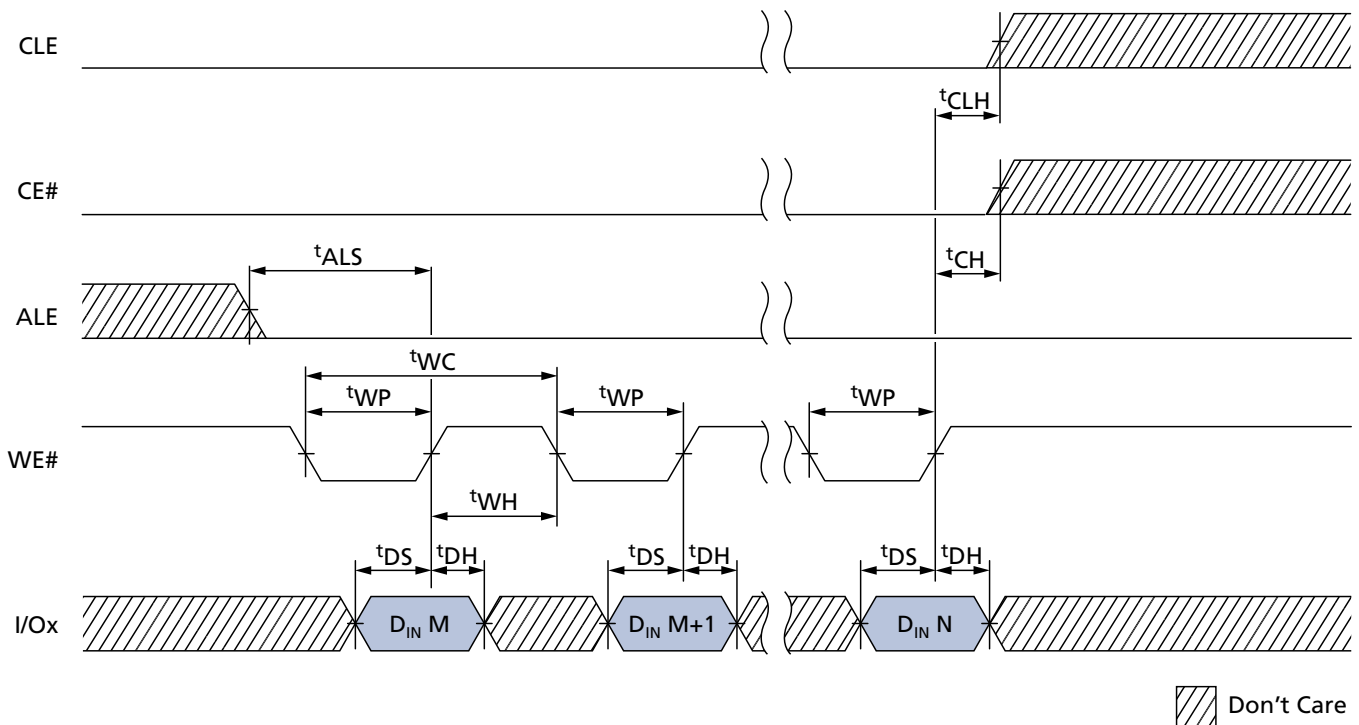 CLE
tCLH
CE#
tCH
tALS
ALE
tWC
tWP tWP tWP
WE#
tWH
tDS tDH tDS tDH tDS tDH
I/Ox DIN M DIN M+1 DIN N
Don't Care